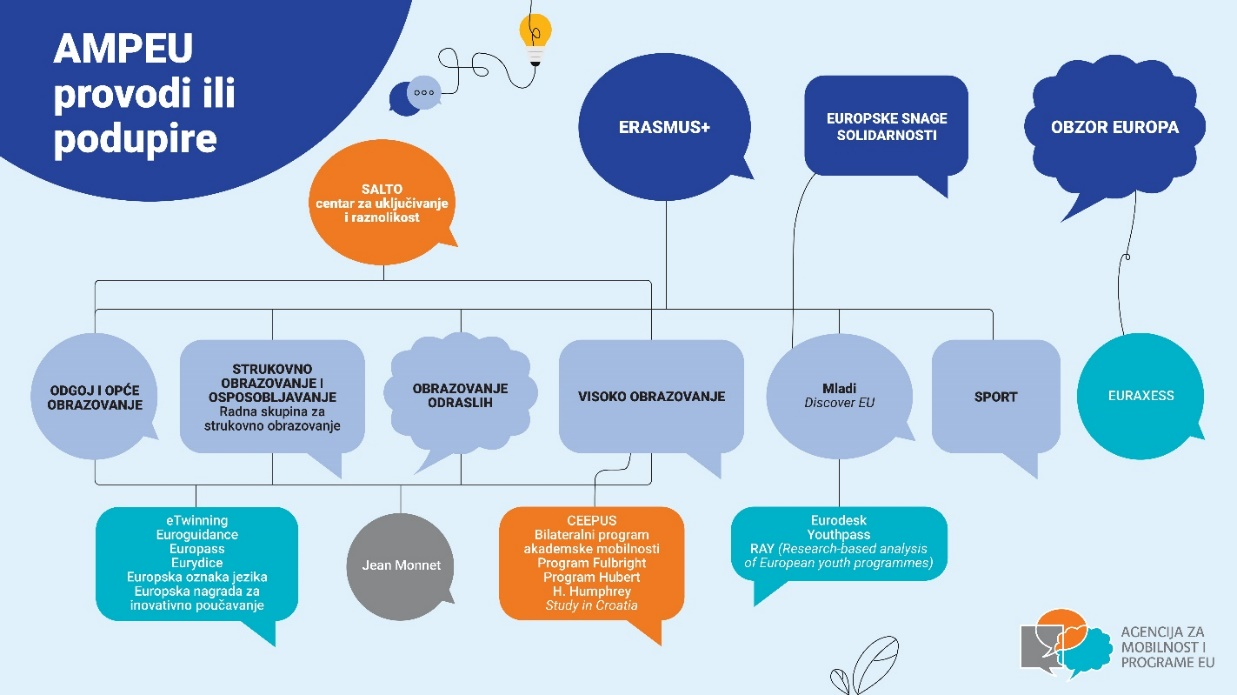 AMPEU
provodi ili
podupire
ERASMUS+
EUROPSKE SNAGE
SOLIDARNOSTI
OBZOR EUROPA
SALTO
centar za uključivanje
i raznolikost
ODGOJ I OPĆE
OBRAZOVANJE
STRUKOVNO
OBRAZOVANJE I
OSPOSOBLJAVANJE
Radna skupina za
strukovno obrazovanje
OBRAZOVANJE
ODRASLIH
VISOKO OBRAZOVANJE
Mladi
Discover EU
SPORT
EURAXESS
eTwinning
Euroguidance
Europass
Eurydice
Europska oznaka jezika
Europska nagrada za
inovativno poučavanje
Jean Monnet
CEEPUS
Bilateralni program
akademske mobilnosti
Program Fulbright
Program Hubert
H. Humphrey
Study in Croatia
Eurodesk
Youthpass
RAY (Research-based analysis
of European youth programmes)
AGENCIJA ZA
MOBILNOST I
PROGRAME EU